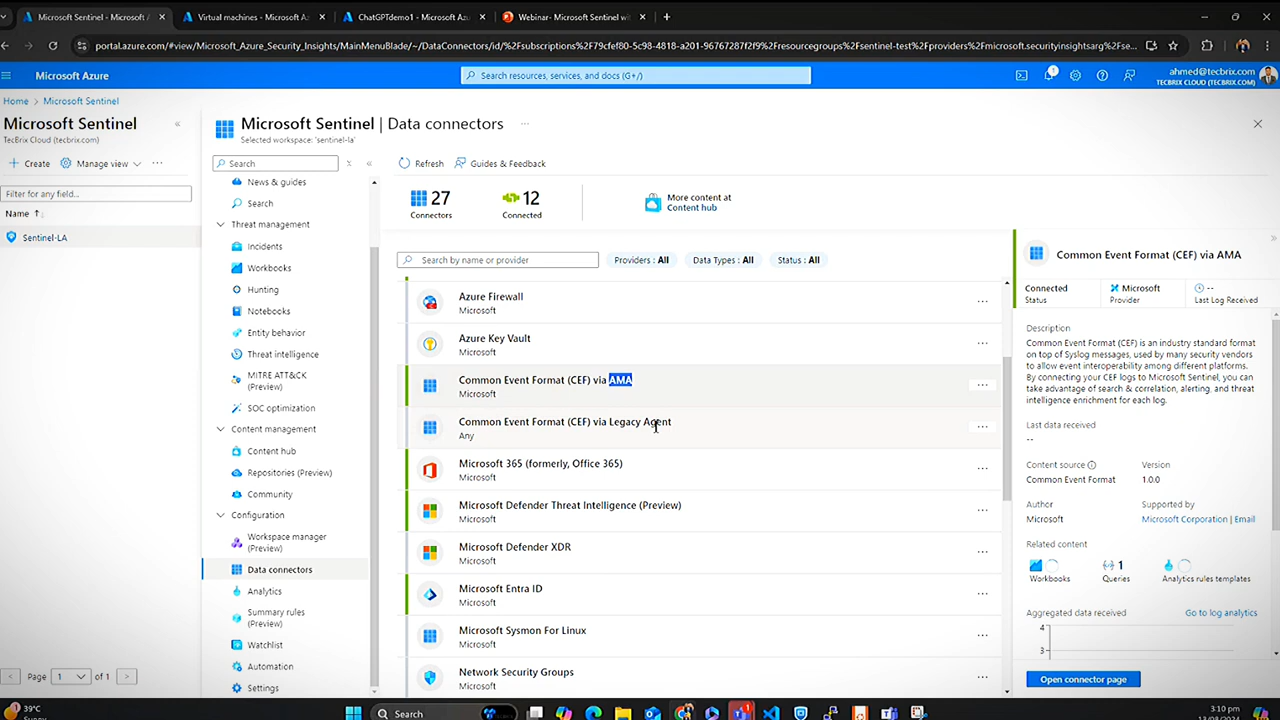 Microsoft Sentinel - Microsoft A
Virtual machines - Microsoft Az
ChatGPTdemo1 - Microsoft Azu
Webinar- Microsoft Sentinel wi
portal.azure.com/#view/Microsoft_Azure_Security_Insights/MainMenuBlade/~/DataConnectors/id/%2Fsubscriptions%2F79cfef80-5c98-4818-a201-96767287f2f9%2Fresourcegroups%2Fsentinel-test%2Fproviders%2Fmicrosoft.securityinsightsarg%2Fse...
Microsoft Azure
Search resources, services, and docs (G+/)
1
ahmed@tecbrix.com
TECBRIX CLOUD (TECBRIX.COM)
Home > Microsoft Sentinel
Microsoft Sentinel
TecBrix Cloud (tecbrix.com)
+ Create
Manage view
Filter for any field...
Name ↑
Sentinel-LA
< Page 1 of 1 >
Microsoft Sentinel | Data connectors
Selected workspace: 'sentinel-la'
Search
News & guides
Search
Threat management
Incidents
Workbooks
Hunting
Notebooks
Entity behavior
Threat intelligence
MITRE ATT&CK
(Preview)
SOC optimization
Content management
Content hub
Repositories (Preview)
Community
Configuration
Workspace manager
(Preview)
Data connectors
Analytics
Summary rules
(Preview)
Watchlist
Automation
Settings
Refresh
Guides & Feedback
27
Connectors
12
Connected
More content at
Content hub
Search by name or provider
Providers : All
Data Types : All
Status : All
Azure Firewall
Microsoft
Azure Key Vault
Microsoft
Common Event Format (CEF) via AMA
Microsoft
Common Event Format (CEF) via Legacy Agent
Any
Microsoft 365 (formerly, Office 365)
Microsoft
Microsoft Defender Threat Intelligence (Preview)
Microsoft
Microsoft Defender XDR
Microsoft
Microsoft Entra ID
Microsoft
Microsoft Sysmon For Linux
Microsoft
Network Security Groups
Microsoft
Common Event Format (CEF) via AMA
Connected
Status
Microsoft
Provider
--
Last Log Received
Description
Common Event Format (CEF) is an industry standard format
on top of Syslog messages, used by many security vendors
to allow event interoperability among different platforms.
By connecting your CEF logs to Microsoft Sentinel, you can
take advantage of search & correlation, alerting, and threat
intelligence enrichment for each log.
Last data received
--
Content source
Common Event Format
Version
1.0.0
Author
Microsoft
Supported by
Microsoft Corporation | Email
Related content
Workbooks
1
Queries
Analytics rules templates
Aggregated data received
Go to log analytics
4
3
Open connector page
39°C
Sunny
Search
3:10 pm
13/08/2024